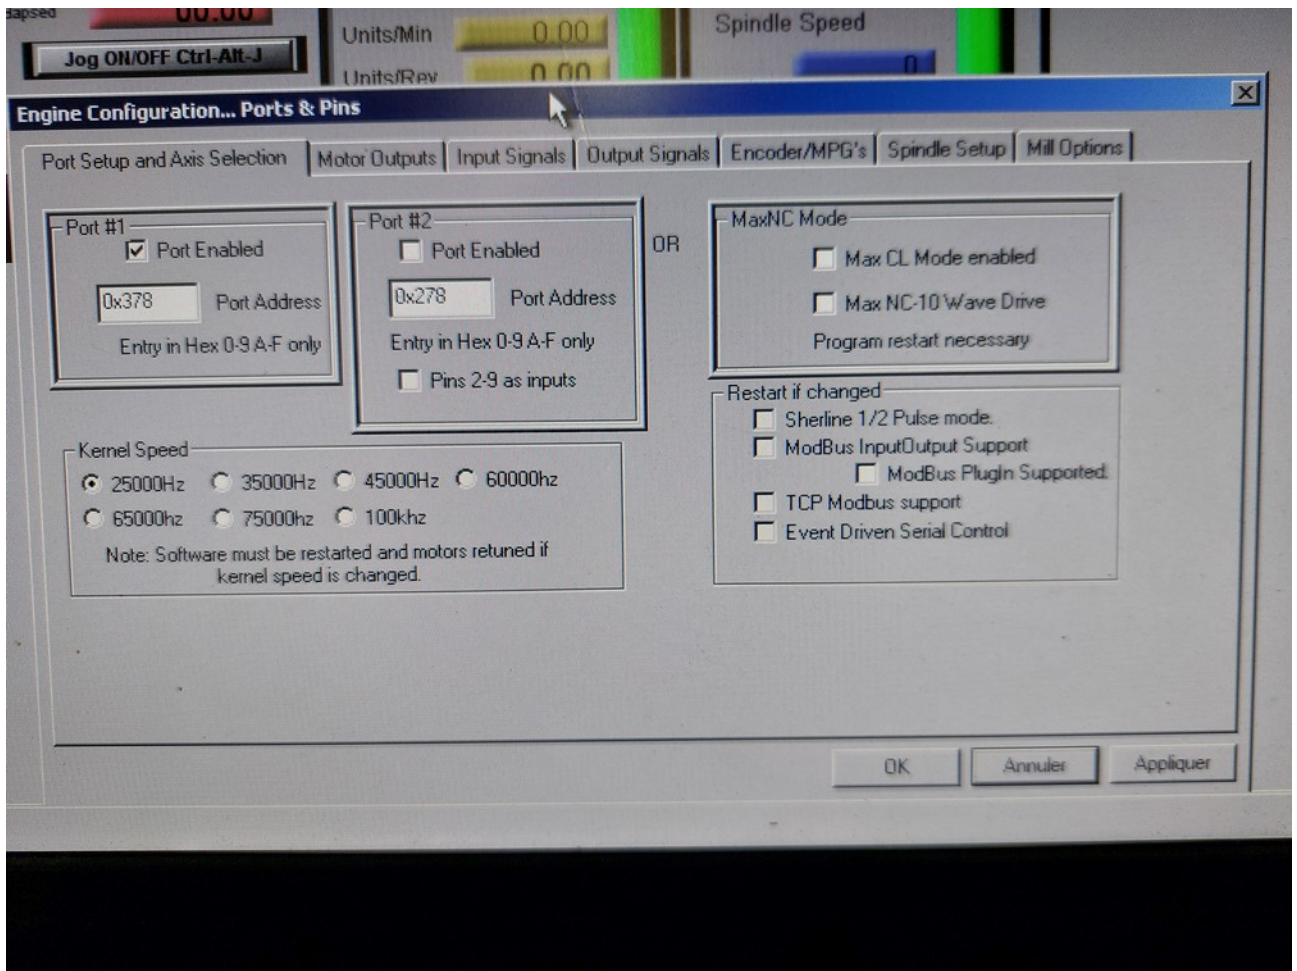 00.00
Jog ON/OFF Ctrl-Alt-J
Units/Min 0.00
Units/Rev 0.00
Spindle Speed
0
Engine Configuration... Ports & Pins
Port Setup and Axis Selection
Motor Outputs
Input Signals
Output Signals
Encoder/MPG's
Spindle Setup
Mill Options
Port #1
Port Enabled
0x378 Port Address
Entry in Hex 0-9 A-F only
Port #2
Port Enabled
0x278 Port Address
Entry in Hex 0-9 A-F only
Pins 2-9 as inputs
OR
MaxNC Mode
Max CL Mode enabled
Max NC-10 Wave Drive
Program restart necessary
Restart if changed
Sherline 1/2 Pulse mode.
ModBus InputOutput Support
ModBus PlugIn Supported.
TCP Modbus support
Event Driven Serial Control
Kernel Speed
25000Hz 35000Hz 45000Hz 60000hz
65000hz 75000hz 100khz
Note: Software must be restarted and motors retuned if
kernel speed is changed.
OK
Annuler
Appliquer